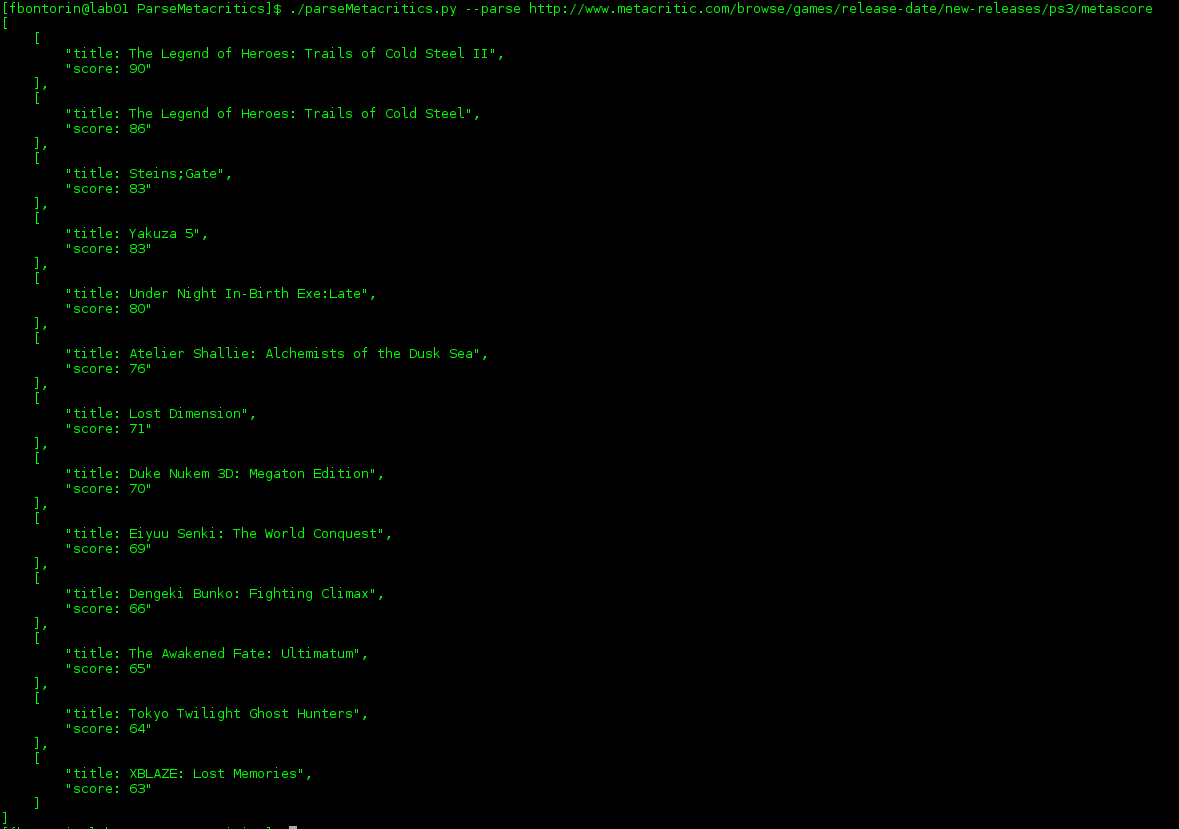 [fbontorin@lab01 ParseMetacritics]$ ./parseMetacritics.py --parse http://www.metacritic.com/browse/games/release-date/new-releases/ps3/metascore
[
    [
        "title: The Legend of Heroes: Trails of Cold Steel II",
        "score: 90"
    ],
    [
        "title: The Legend of Heroes: Trails of Cold Steel",
        "score: 86"
    ],
    [
        "title: Steins;Gate",
        "score: 83"
    ],
    [
        "title: Yakuza 5",
        "score: 83"
    ],
    [
        "title: Under Night In-Birth Exe:Late",
        "score: 80"
    ],
    [
        "title: Atelier Shallie: Alchemists of the Dusk Sea",
        "score: 76"
    ],
    [
        "title: Lost Dimension",
        "score: 71"
    ],
    [
        "title: Duke Nukem 3D: Megaton Edition",
        "score: 70"
    ],
    [
        "title: Eiyuu Senki: The World Conquest",
        "score: 69"
    ],
    [
        "title: Dengeki Bunko: Fighting Climax",
        "score: 66"
    ],
    [
        "title: The Awakened Fate: Ultimatum",
        "score: 65"
    ],
    [
        "title: Tokyo Twilight Ghost Hunters",
        "score: 64"
    ],
    [
        "title: XBLAZE: Lost Memories",
        "score: 63"
    ]
]